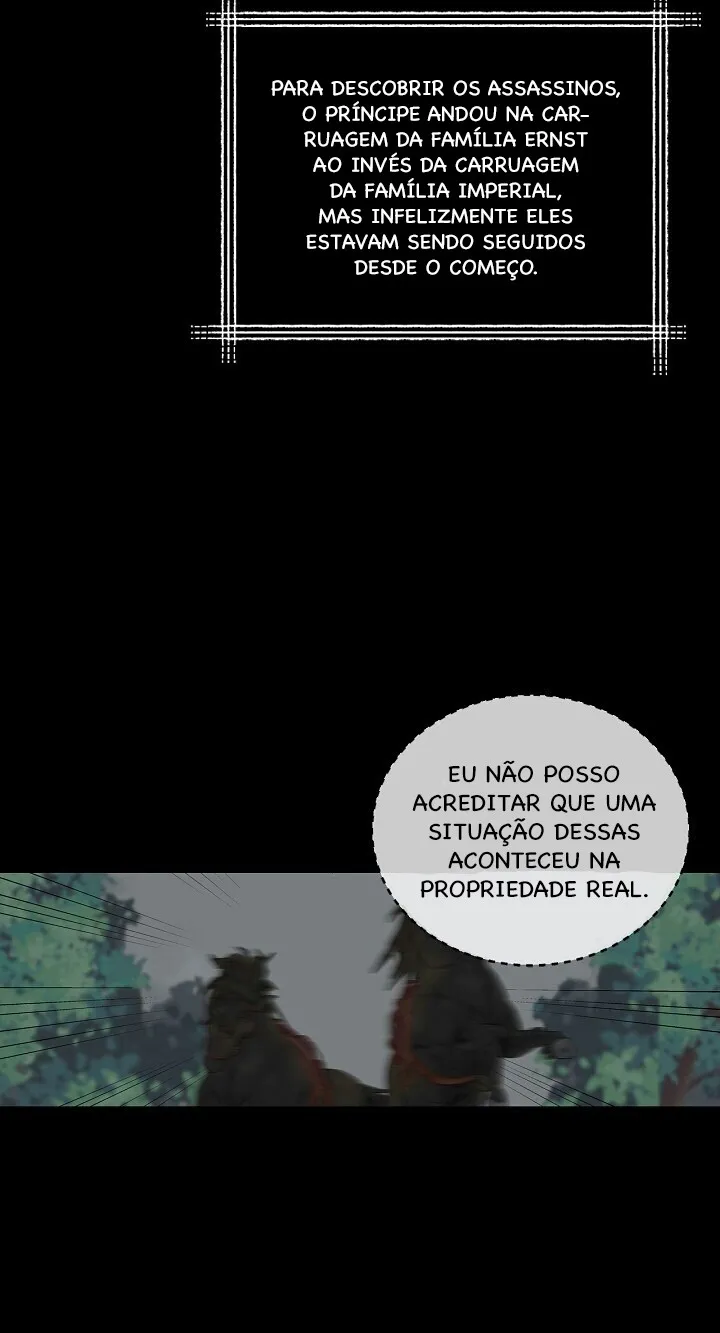 PARA DESCOBRIR OS ASSASSINOS,
O PRÍNCIPE ANDOU NA CAR-
RUAGEM DA FAMÍLIA ERNST
AO INVÉS DA CARRUAGEM
DA FAMÍLIA IMPERIAL,
MAS INFELIZMENTE ELES
ESTAVAM SENDO SEGUIDOS
DESDE O COMEÇO.
EU NÃO POSSO
ACREDITAR QUE UMA
SITUAÇÃO DESSAS
ACONTECEU NA
PROPRIEDADE REAL.